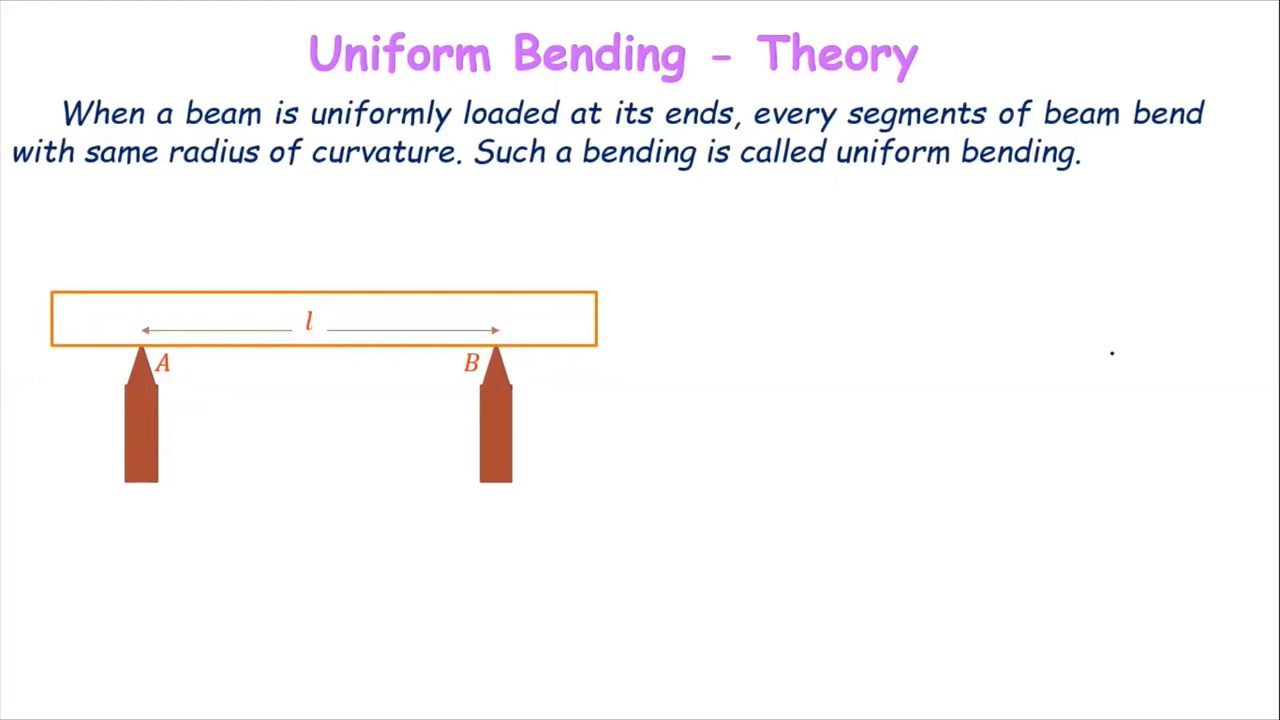 Uniform Bending - Theory
When a beam is uniformly loaded at its ends, every segments of beam bend
with same radius of curvature. Such a bending is called uniform bending.
l
A
B